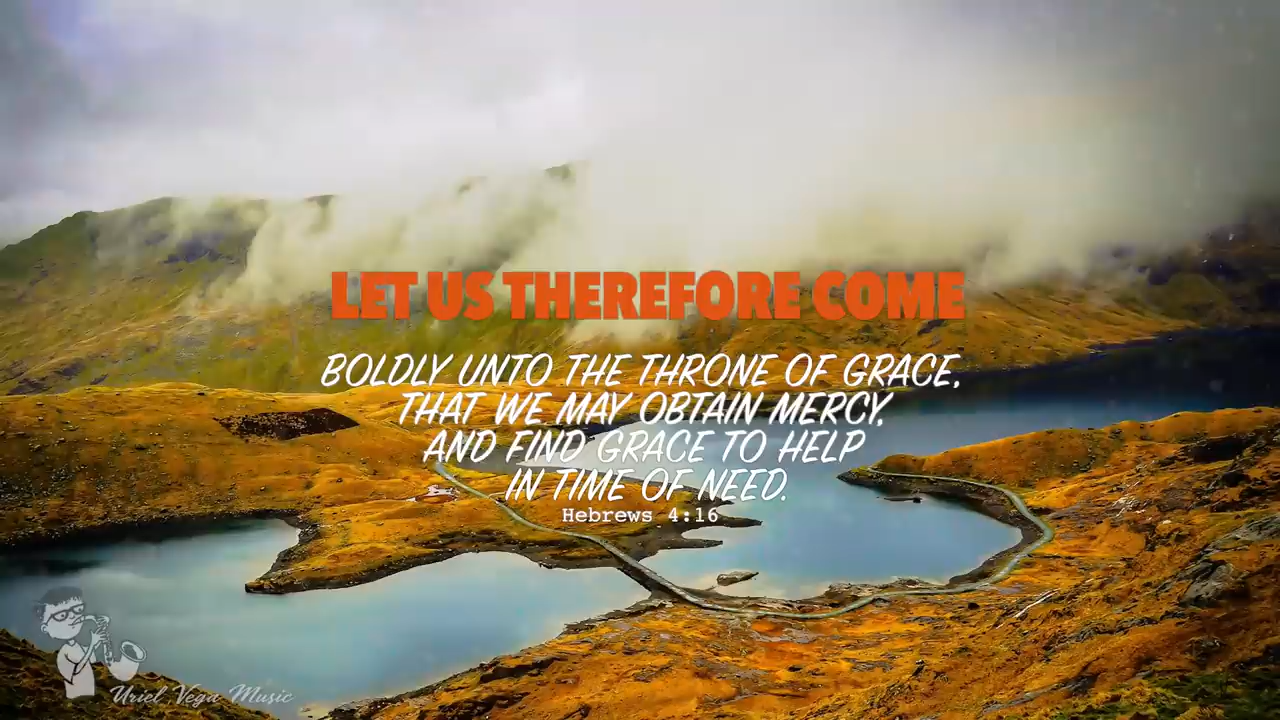 LET US THEREFORE COME
BOLDLY UNTO THE THRONE OF GRACE,
THAT WE MAY OBTAIN MERCY,
AND FIND GRACE TO HELP
IN TIME OF NEED.
Hebrews 4:16
Uriel Vega Music